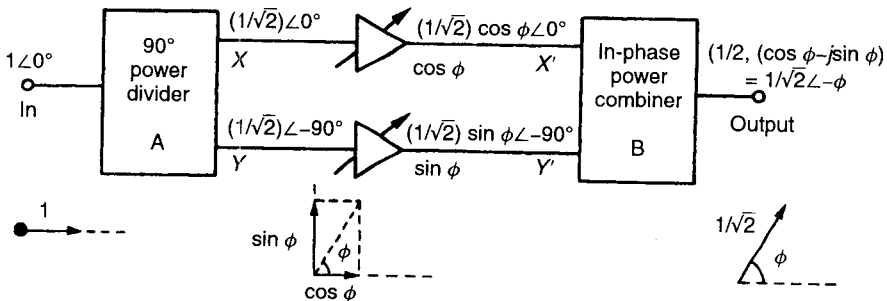 1∠0°
In
90°
power
divider
A
(1/√2)∠0°
X
(1/√2)∠−90°
Y
(1/√2) cos ϕ∠0°
cos ϕ
X′
(1/√2) sin ϕ∠−90°
sin ϕ
Y′
In-phase
power
combiner
B
(1/2, (cos ϕ−jsin ϕ)
= 1/√2∠−ϕ
Output
1
sin ϕ
ϕ
cos ϕ
1/√2
ϕ